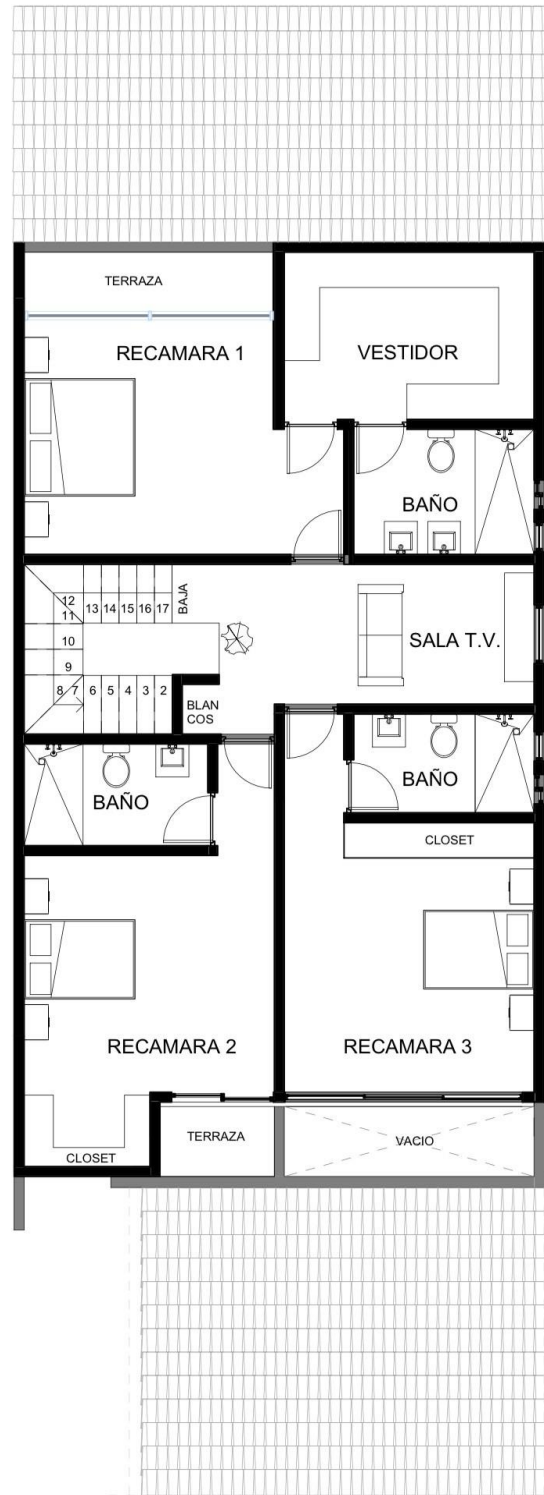 TERRAZA
RECAMARA 1
VESTIDOR
BAÑO
12
11
13 14 15 16 17
BAJA
10
9
8 7 6 5 4 3 2
SALA T.V.
BLAN
COS
BAÑO
BAÑO
CLOSET
RECAMARA 2
RECAMARA 3
TERRAZA
VACIO
CLOSET